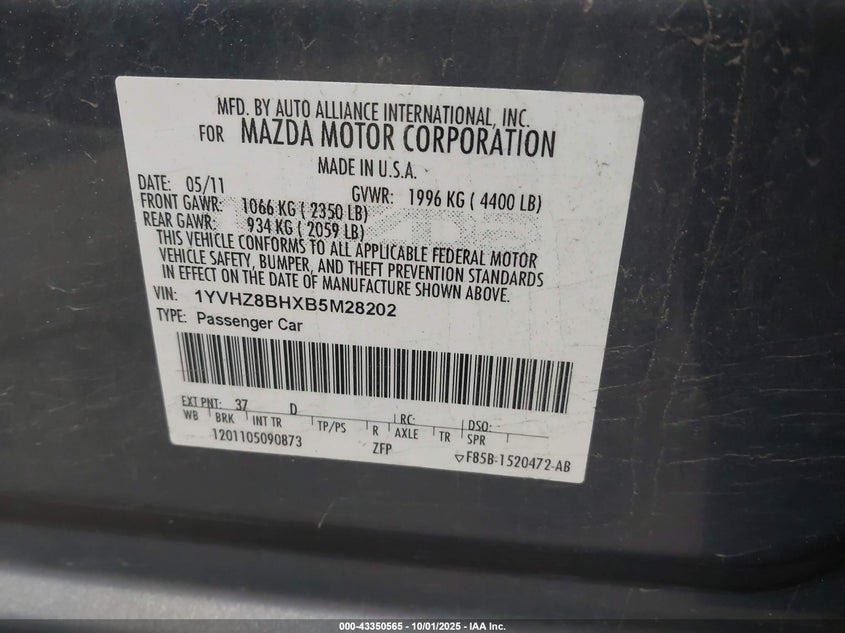 MFD. BY AUTO ALLIANCE INTERNATIONAL, INC.
FOR MAZDA MOTOR CORPORATION
MADE IN U.S.A.
DATE: 05/11 GVWR: 1996 KG ( 4400 LB)
FRONT GAWR: 1066 KG ( 2350 LB)
REAR GAWR: 934 KG ( 2059 LB)
THIS VEHICLE CONFORMS TO ALL APPLICABLE FEDERAL MOTOR
VEHICLE SAFETY, BUMPER, AND THEFT PREVENTION STANDARDS
IN EFFECT ON THE DATE OF MANUFACTURE SHOWN ABOVE.
VIN: 1YVHZ8BHXB5M28202
TYPE: Passenger Car
EXT PNT: 37 D RC: DSO:
WB BRK INT TR TP/PS R AXLE TR SPR
1201105090873 ZFP F85B-1520472-AB
000-43350565 - 10/01/2025 - IAA Inc.